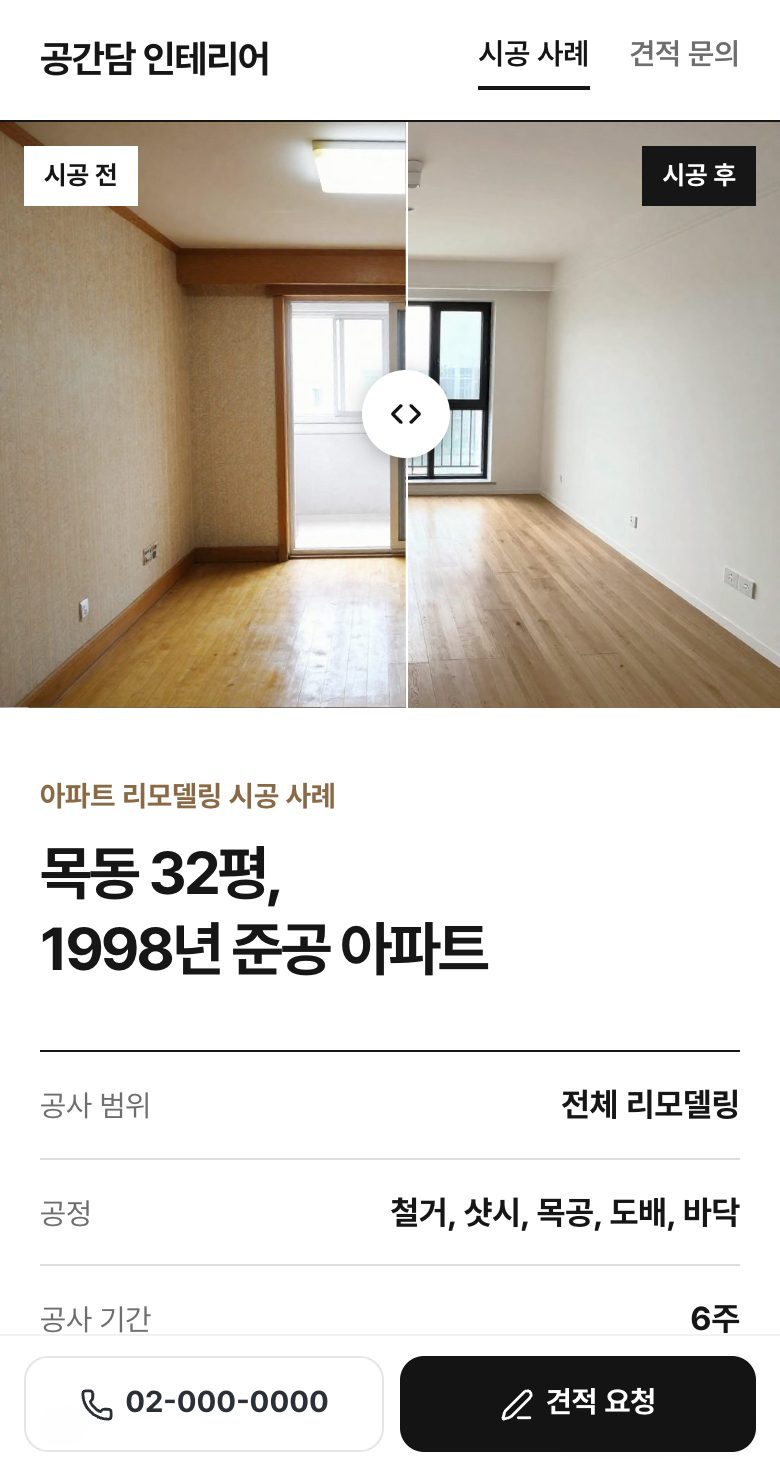 공간담 인테리어
시공 사례
견적 문의
시공 전
시공 후
아파트 리모델링 시공 사례
목동 32평,
1998년 준공 아파트
공사 범위
전체 리모델링
공정
철거, 샷시, 목공, 도배, 바닥
공사 기간
6주
02-000-0000
견적 요청